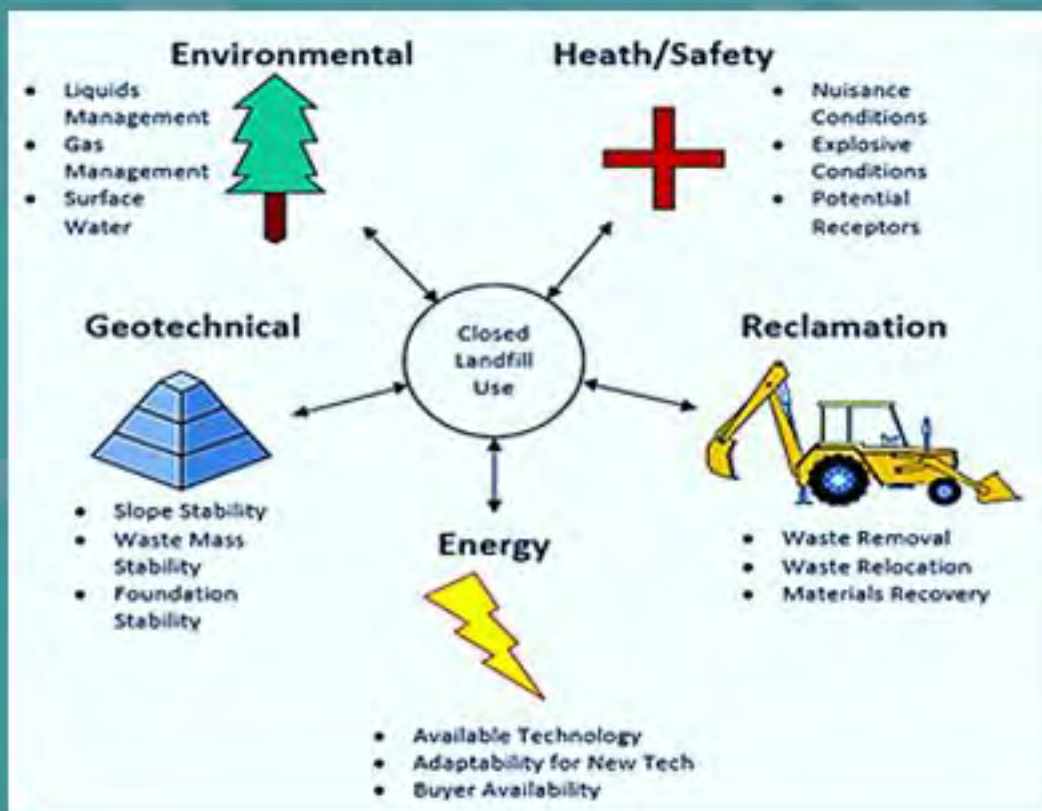 Environmental
• Liquids
Management
• Gas
Management
• Surface
Water
Heath/Safety
• Nuisance
Conditions
• Explosive
Conditions
• Potential
Receptors
Closed
Landfill
Use
Geotechnical
• Slope Stability
• Waste Mass
Stability
• Foundation
Stability
Reclamation
• Waste Removal
• Waste Relocation
• Materials Recovery
Energy
• Available Technology
• Adaptability for New Tech
• Buyer Availability